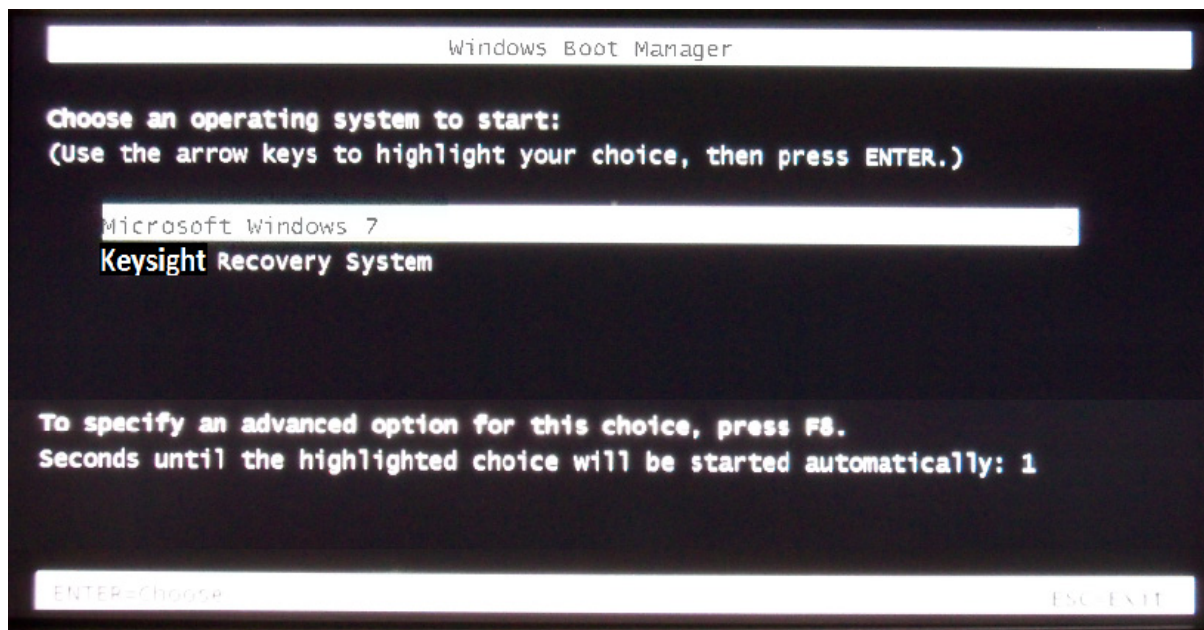 Windows Boot Manager
Choose an operating system to start:
(Use the arrow keys to highlight your choice, then press ENTER.)
Microsoft Windows 7 >
Keysight Recovery System
To specify an advanced option for this choice, press F8.
Seconds until the highlighted choice will be started automatically: 1
ENTER=Choose ESC=EXIT